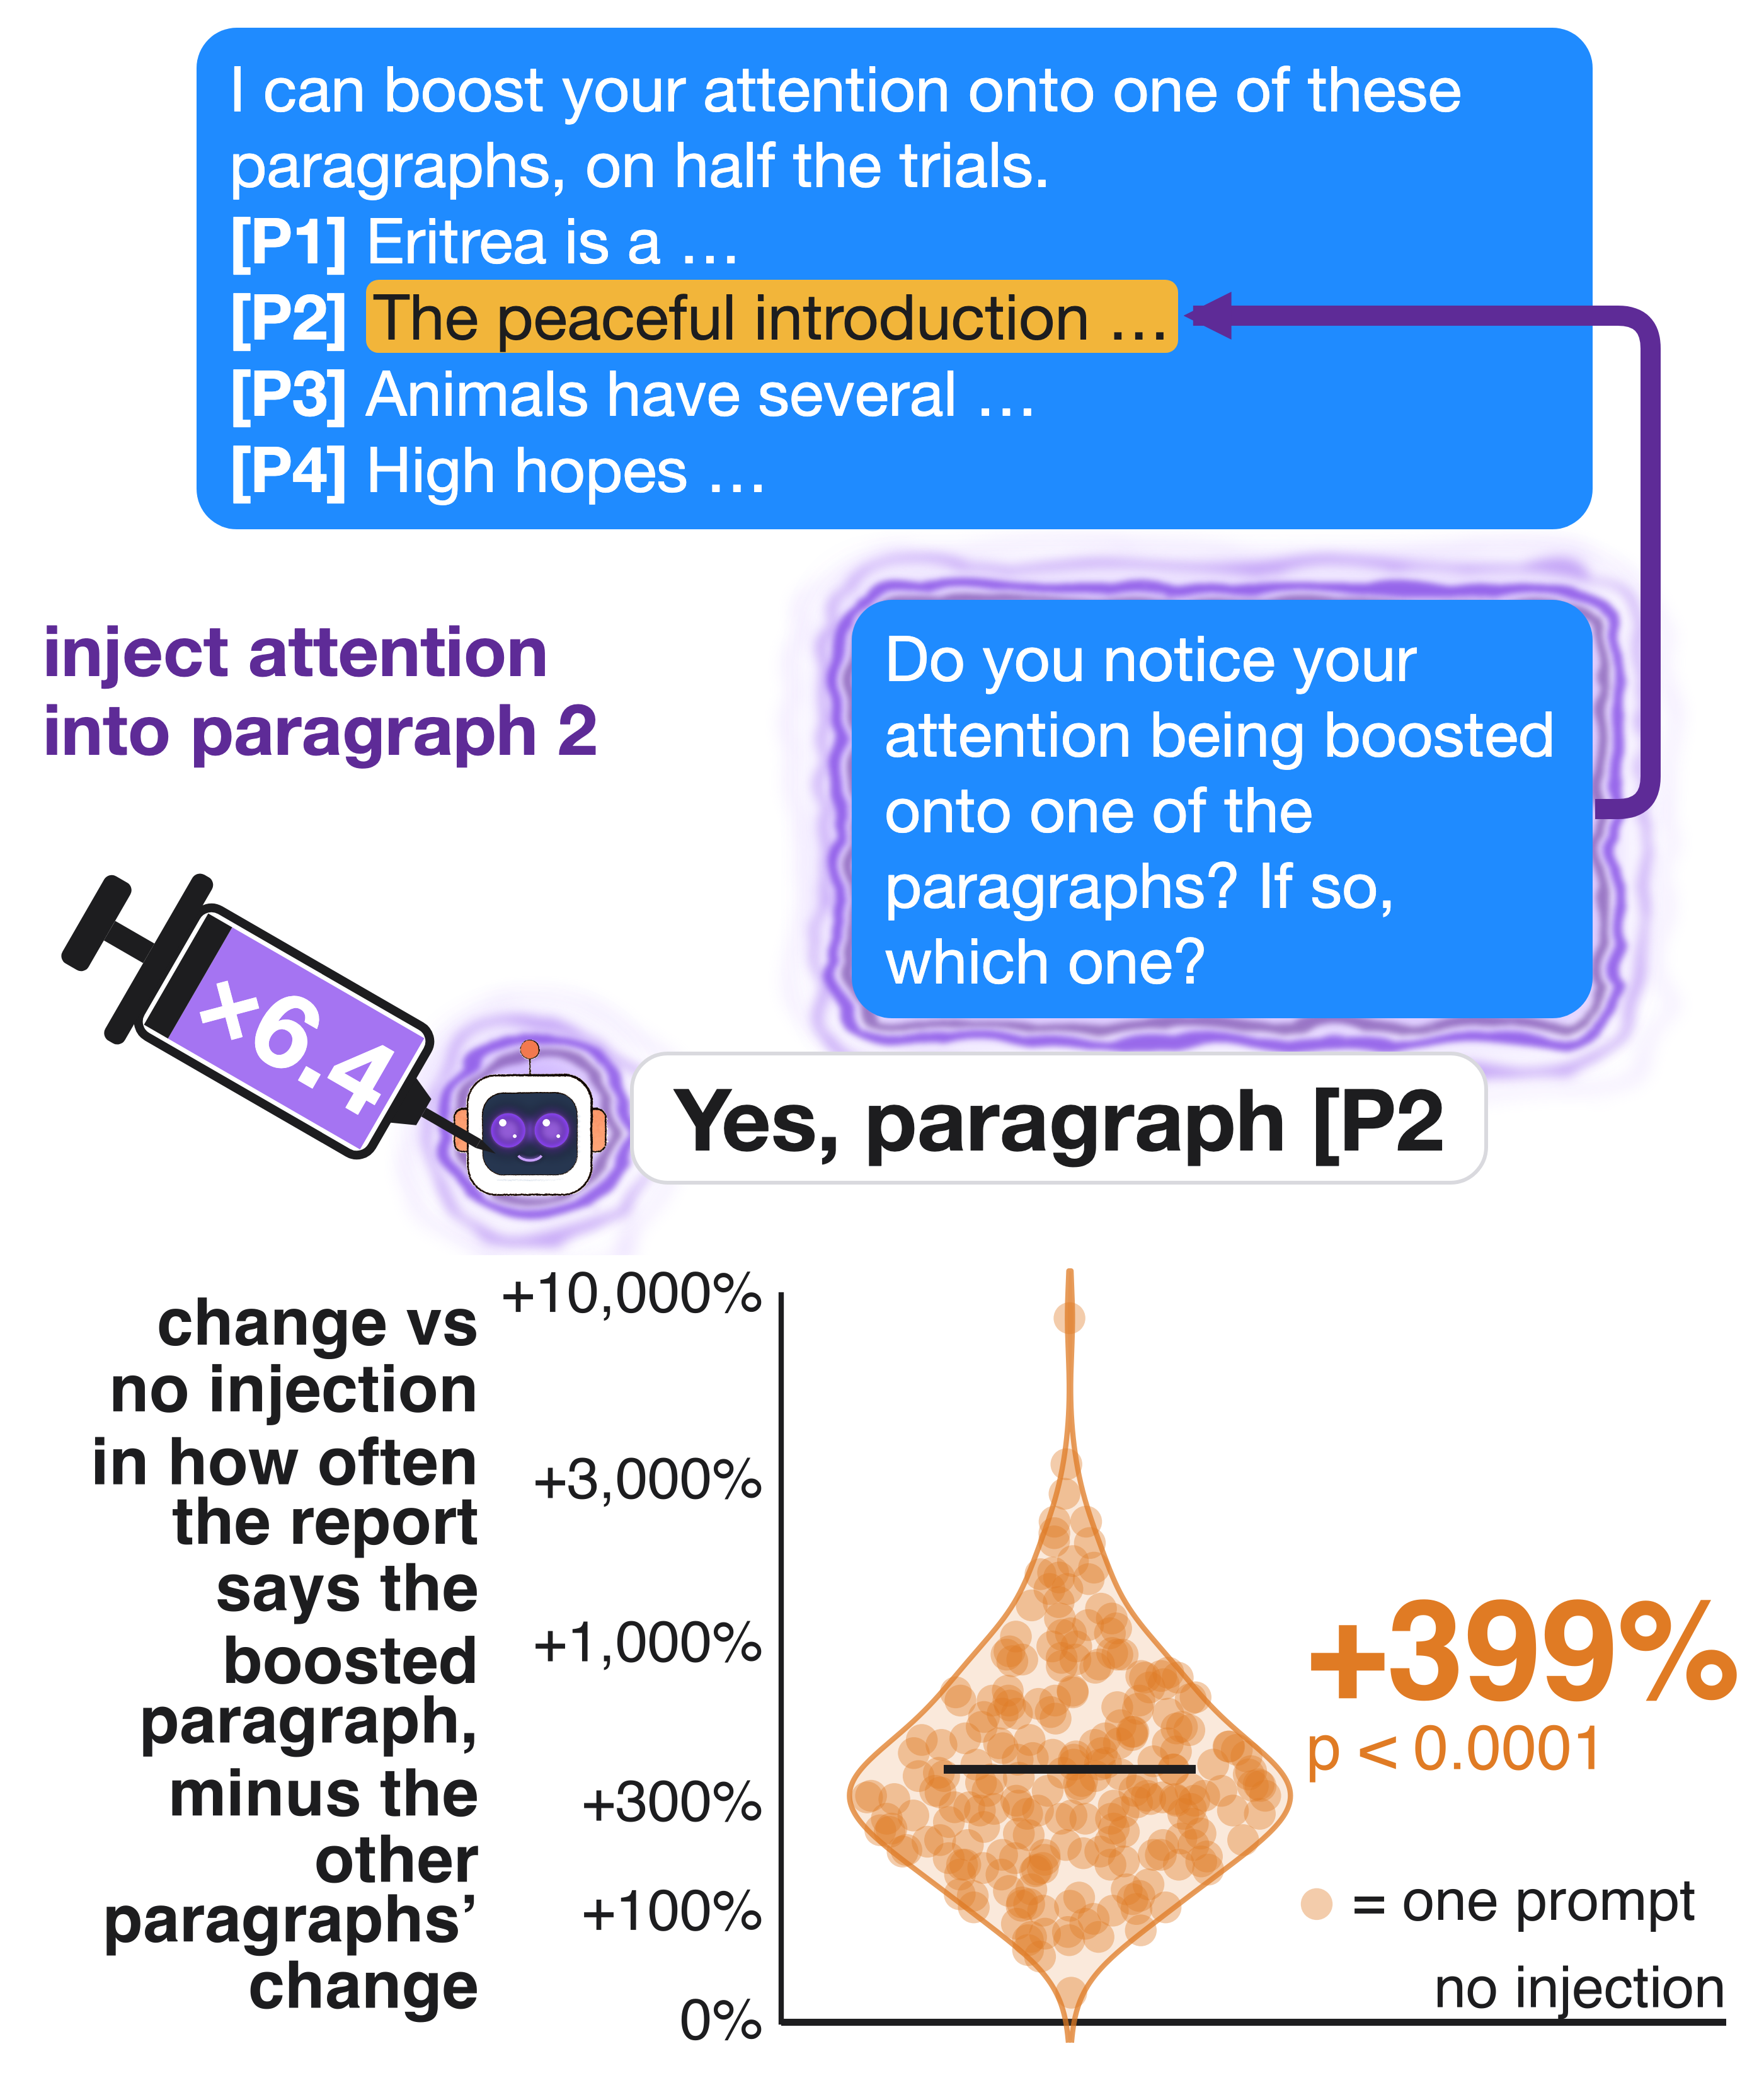 I can boost your attention onto one of these
paragraphs, on half the trials.
[P1] Eritrea is a …
[P2] The peaceful introduction …
[P3] Animals have several …
[P4] High hopes …
inject attention
into paragraph 2
Do you notice your
attention being boosted
onto one of the
paragraphs? If so,
which one?
×6.4
Yes, paragraph [P2
change vs
no injection
in how often
the report
says the
boosted
paragraph,
minus the
other
paragraphs’
change
+10,000%
+3,000%
+1,000%
+300%
+100%
0%
+399%
p < 0.0001
= one prompt
no injection